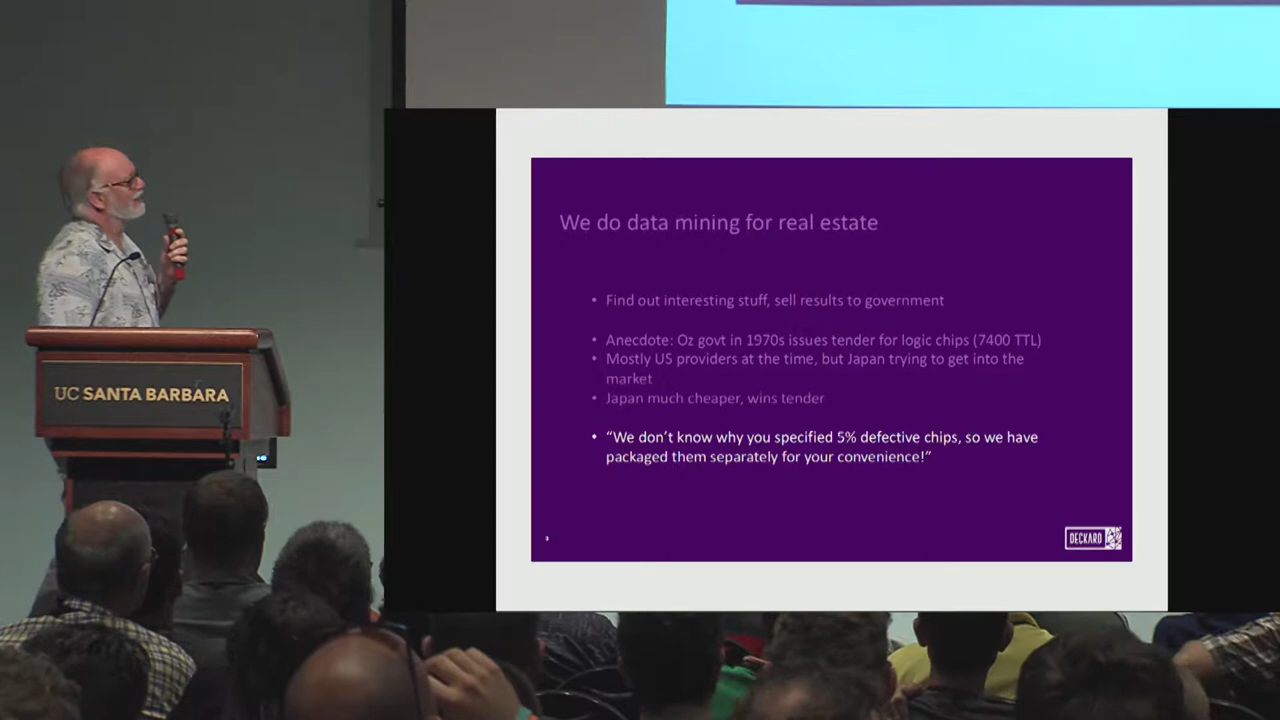 UC SANTA BARBARA
We do data mining for real estate
• Find out interesting stuff, sell results to government
• Anecdote: Oz govt in 1970s issues tender for logic chips (7400 TTL)
• Mostly US providers at the time, but Japan trying to get into the
market
• Japan much cheaper, wins tender
• “We don’t know why you specified 5% defective chips, so we have
packaged them separately for your convenience!”
DECKARD